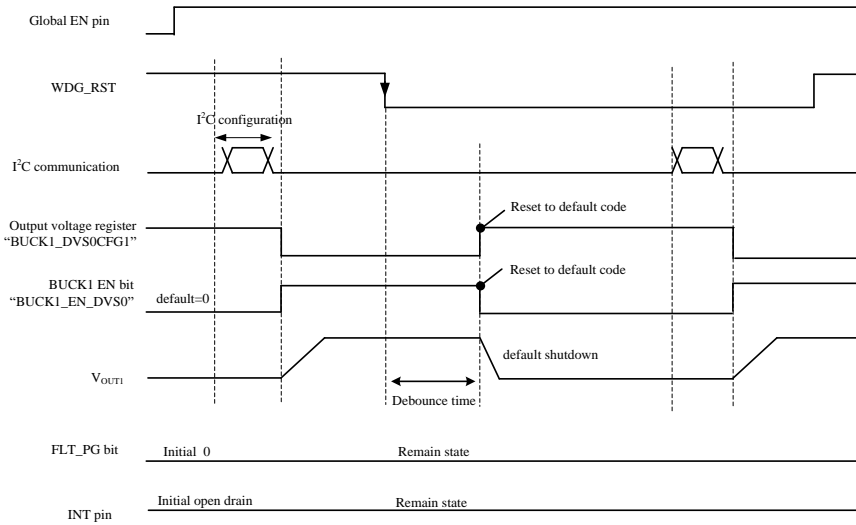 Global EN pin
WDG_RST
I²C configuration
I²C communication
Output voltage register
“BUCK1_DVS0CFG1”
Reset to default code
BUCK1 EN bit
“BUCK1_EN_DVS0”
default=0
Reset to default code
V_OUT1
default shutdown
Debounce time
FLT_PG bit
Initial 0
Remain state
INT pin
Initial open drain
Remain state